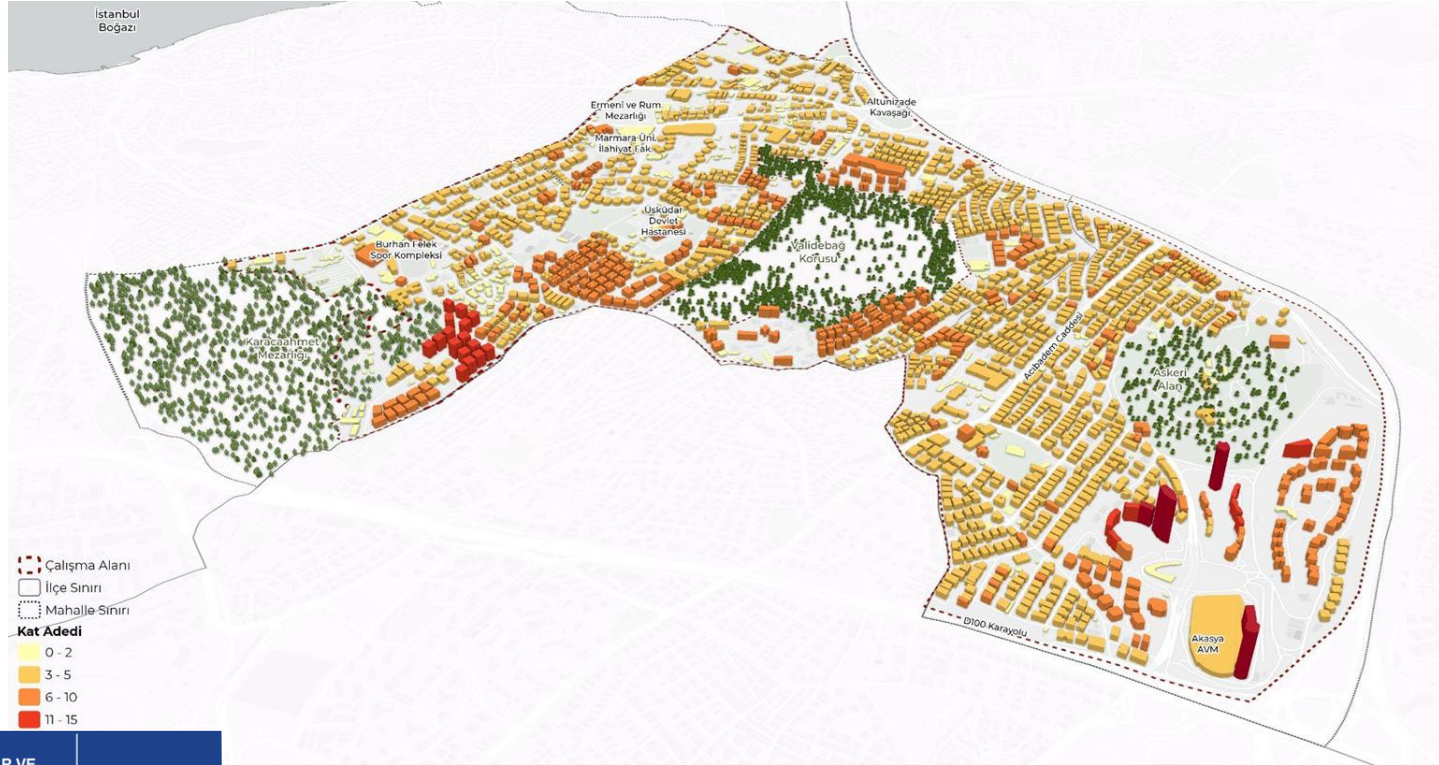 İstanbul
Boğazı
Ermeni ve Rum
Mezarlığı
Altunizade
Kavaşağı
Marmara Üni.
İlahiyat Fak.
Üsküdar
Devlet
Hastanesi
Burhan Felek
Spor Kompleksi
Validebağ
Korusu
Karacaahmet
Mezarlığı
Acıbadem Caddesi
Askeri
Alan
Çalışma Alanı
İlçe Sınırı
Mahalle Sınırı
Kat Adedi
0 - 2
3 - 5
6 - 10
11 - 15
D100 Karayolu
Akasya
AVM
R VE